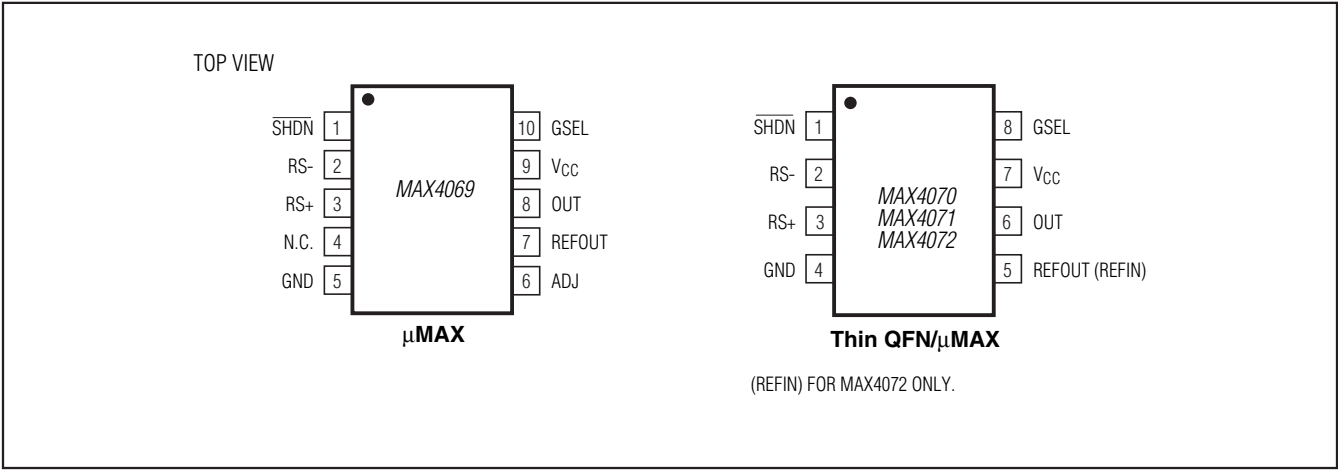 TOP VIEW
SHDN 1
RS- 2
RS+ 3
N.C. 4
GND 5
MAX4069
10 GSEL
9 VCC
8 OUT
7 REFOUT
6 ADJ
μMAX
SHDN 1
RS- 2
RS+ 3
GND 4
MAX4070
MAX4071
MAX4072
8 GSEL
7 VCC
6 OUT
5 REFOUT (REFIN)
Thin QFN/μMAX
(REFIN) FOR MAX4072 ONLY.